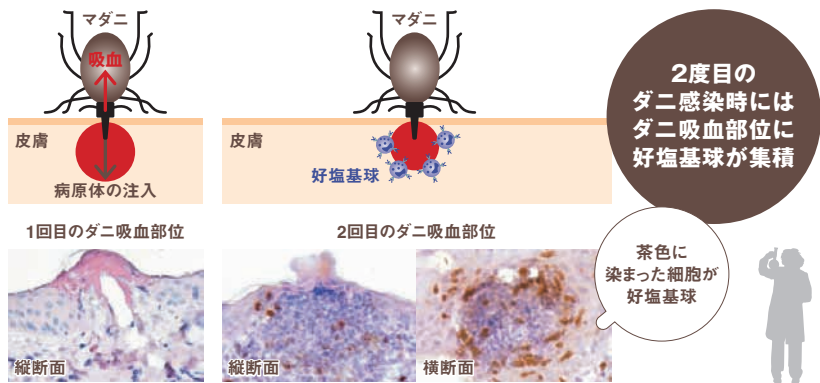 マダニ
吸血
皮膚
病原体の注入
マダニ
皮膚
好塩基球
2度目の
ダニ感染時には
ダニ吸血部位に
好塩基球が集積
1回目のダニ吸血部位
縦断面
2回目のダニ吸血部位
縦断面
横断面
茶色に
染まった細胞が
好塩基球